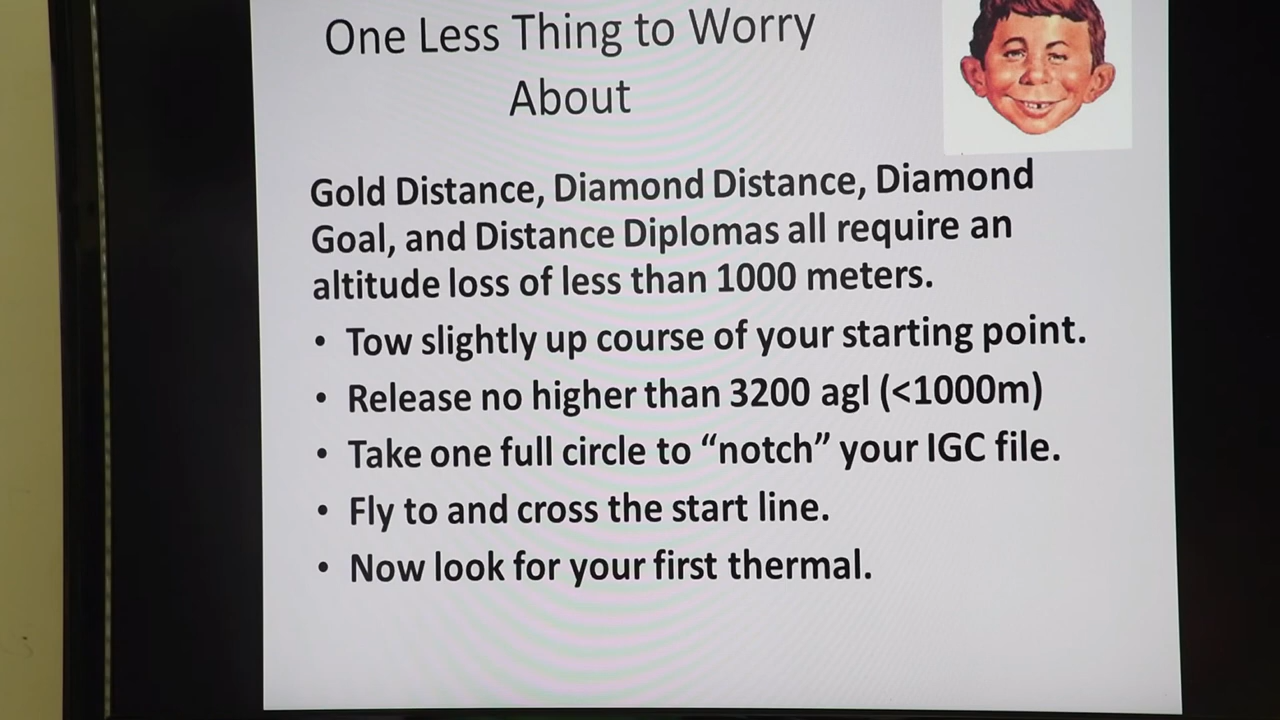 One Less Thing to Worry
About
Gold Distance, Diamond Distance, Diamond
Goal, and Distance Diplomas all require an
altitude loss of less than 1000 meters.
• Tow slightly up course of your starting point.
• Release no higher than 3200 agl (<1000m)
• Take one full circle to “notch” your IGC file.
• Fly to and cross the start line.
• Now look for your first thermal.